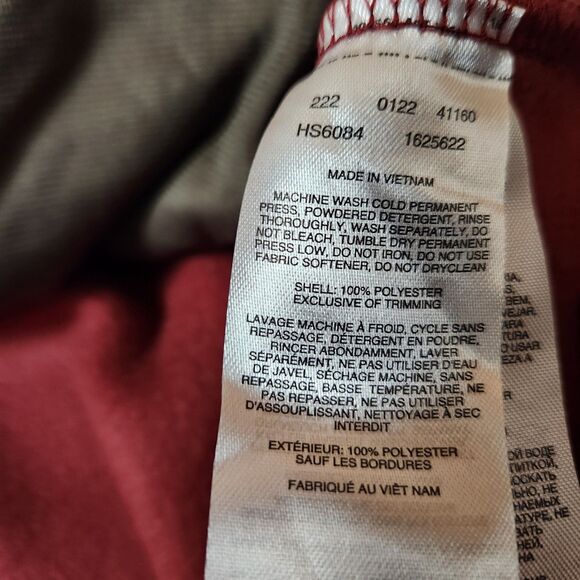 222 0122 41160
HS6084 1625622
MADE IN VIETNAM
MACHINE WASH COLD PERMANENT
PRESS, POWDERED DETERGENT, RINSE
THOROUGHLY, WASH SEPARATELY, DO
NOT BLEACH, TUMBLE DRY PERMANENT
PRESS LOW, DO NOT IRON, DO NOT USE
FABRIC SOFTENER, DO NOT DRYCLEAN
SHELL: 100% POLYESTER
EXCLUSIVE OF TRIMMING
LAVAGE MACHINE À FROID, CYCLE SANS
REPASSAGE, DÉTERGENT EN POUDRE,
RINCER ABONDAMMENT, LAVER
SÉPARÉMENT, NE PAS UTILISER D'EAU
DE JAVEL, SÉCHAGE MACHINE, SANS
REPASSAGE, BASSE TEMPÉRATURE, NE
PAS REPASSER, NE PAS UTILISER
D'ASSOUPLISSANT, NETTOYAGE À SEC
INTERDIT
EXTÉRIEUR: 100% POLYESTER
SAUF LES BORDURES
FABRIQUÉ AU VIÊT NAM
BEM,
USAR
ОЙ ВОДЕ